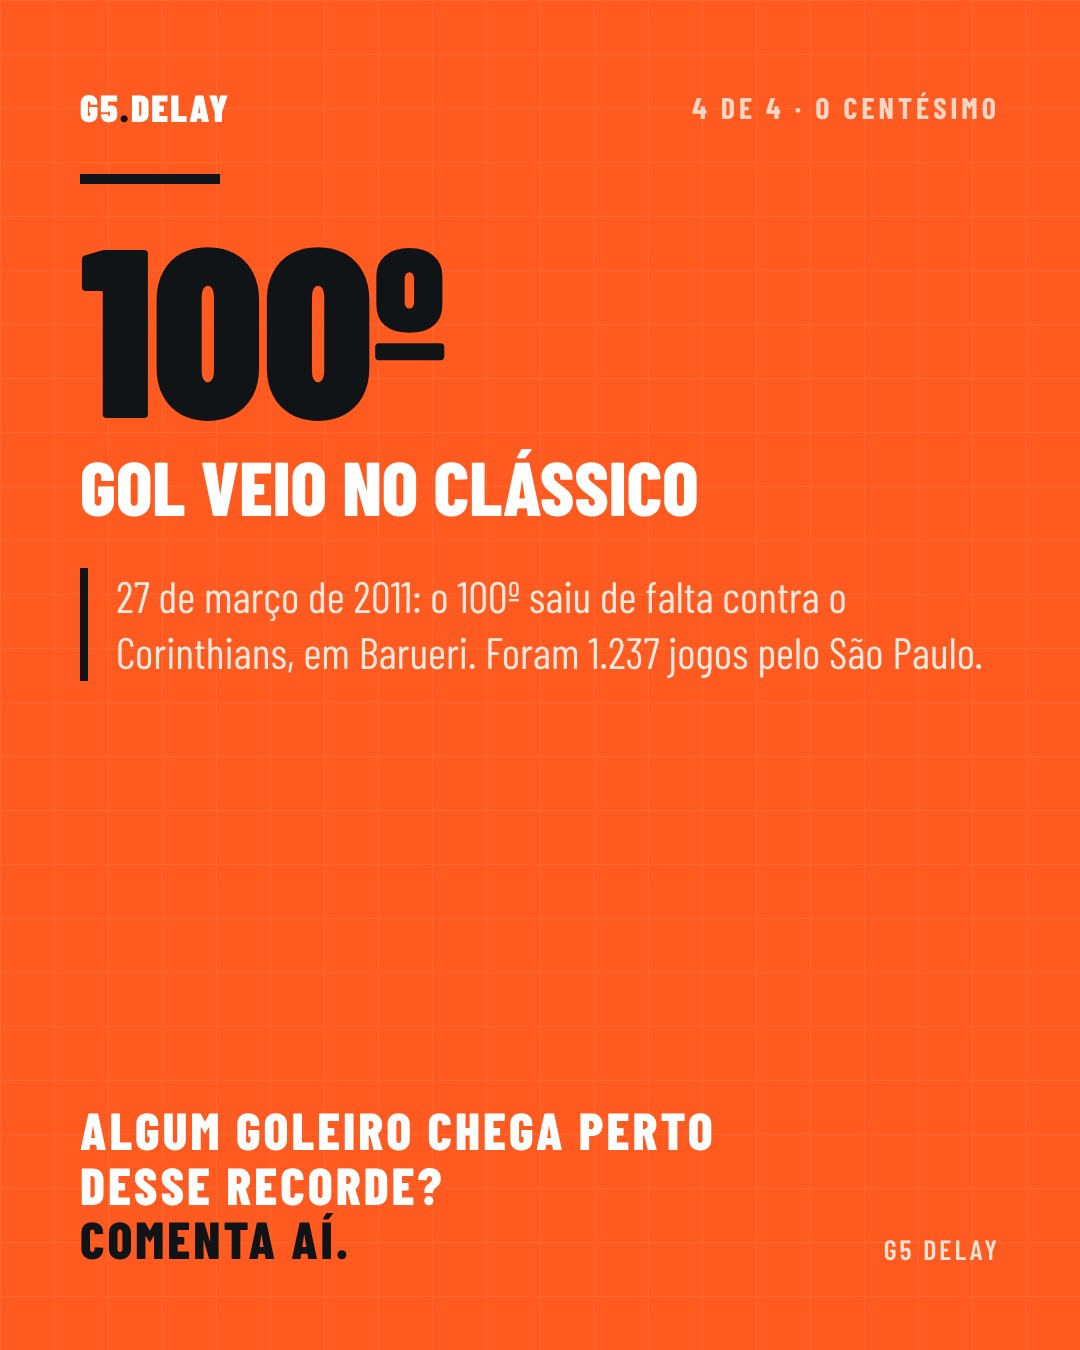 G5.DELAY
4 DE 4 · O CENTÉSIMO
100º
GOL VEIO NO CLÁSSICO
27 de março de 2011: o 100º saiu de falta contra o
Corinthians, em Barueri. Foram 1.237 jogos pelo São Paulo.
ALGUM GOLEIRO CHEGA PERTO
DESSE RECORDE?
COMENTA AÍ.
G5 DELAY